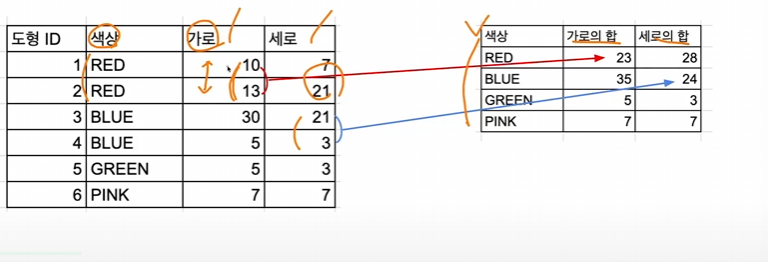 도형 ID 색상 가로 세로
1 RED 10 7
2 RED 13 21
3 BLUE 30 21
4 BLUE 5 3
5 GREEN 5 3
6 PINK 7 7
색상 가로의 합 세로의 합
RED 23 28
BLUE 35 24
GREEN 5 3
PINK 7 7